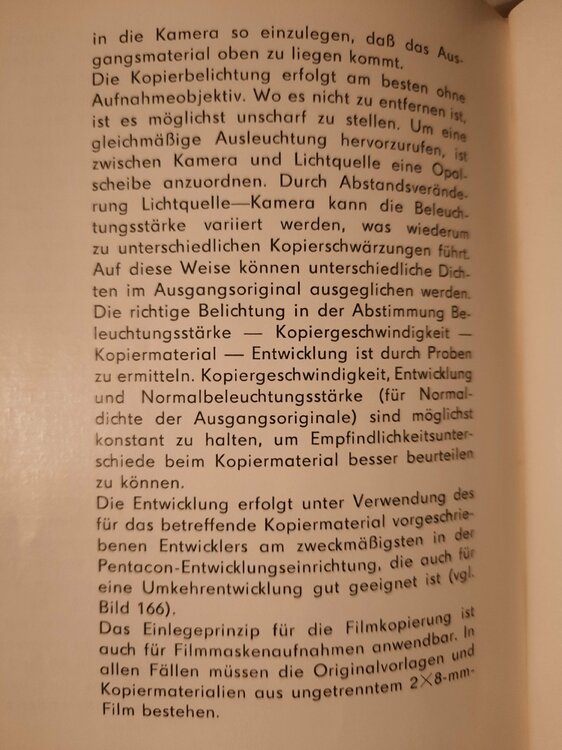 in die Kamera so einzulegen, daß das Aus-
gangsmaterial oben zu liegen kommt.
Die Kopierbelichtung erfolgt am besten ohne
Aufnahmeobjektiv. Wo es nicht zu entfernen ist,
ist es möglichst unscharf zu stellen. Um eine
gleichmäßige Ausleuchtung hervorzurufen, ist
zwischen Kamera und Lichtquelle eine Opal-
scheibe anzuordnen. Durch Abstandsverände-
rung Lichtquelle—Kamera kann die Beleuch-
tungsstärke variiert werden, was wiederum
zu unterschiedlichen Kopierschwärzungen führt.
Auf diese Weise können unterschiedliche Dich-
ten im Ausgangsoriginal ausgeglichen werden.
Die richtige Belichtung in der Abstimmung Be-
leuchtungsstärke — Kopiergeschwindigkeit —
Kopiermaterial — Entwicklung ist durch Proben
zu ermitteln. Kopiergeschwindigkeit, Entwicklung
und Normalbeleuchtungsstärke (für Normal-
dichte der Ausgangsoriginale) sind möglichst
konstant zu halten, um Empfindlichkeitsunter-
schiede beim Kopiermaterial besser beurteilen
zu können.
Die Entwicklung erfolgt unter Verwendung des
für das betreffende Kopiermaterial vorgeschrie-
benen Entwicklers am zweckmäßigsten in der
Pentacon-Entwicklungseinrichtung, die auch für
eine Umkehrentwicklung gut geeignet ist (vgl.
Bild 166).
Das Einlegeprinzip für die Filmkopierung ist
auch für Filmmaskenaufnahmen anwendbar. In
allen Fällen müssen die Originalvorlagen und
Kopiermaterialien aus ungetrenntem 2×8-mm-
Film bestehen.